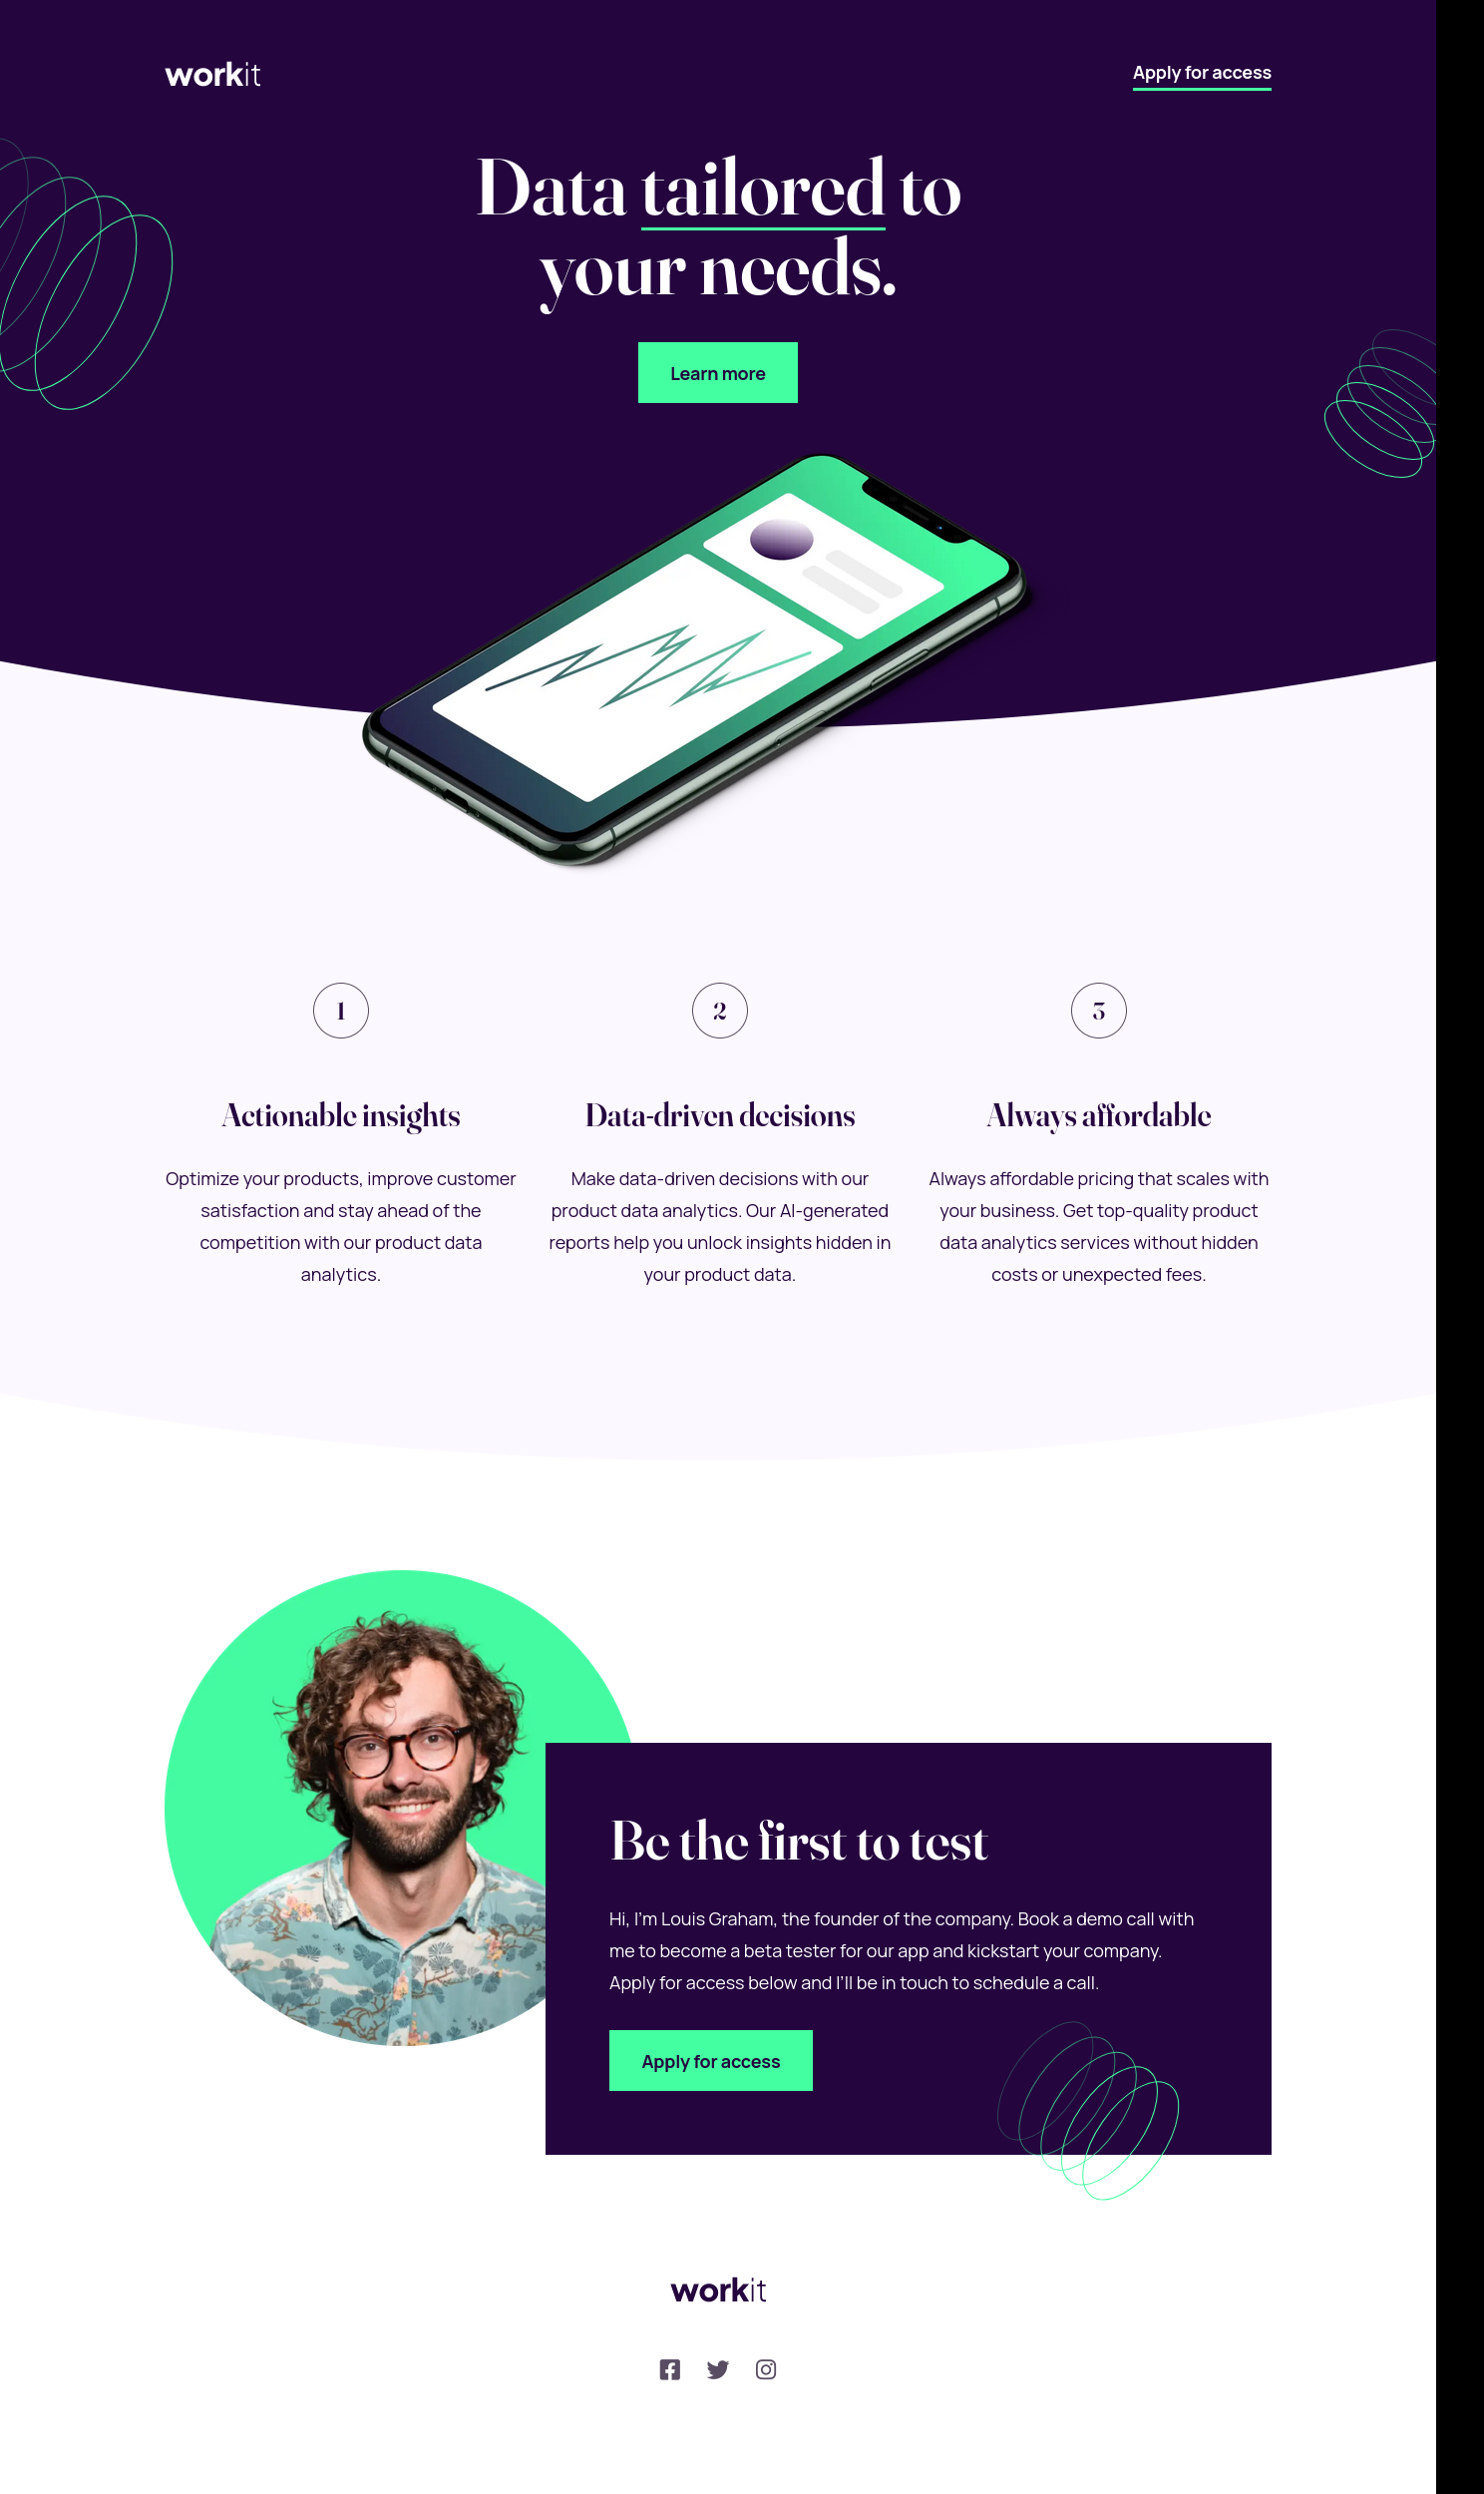 workit
Apply for access
Data tailored to
your needs.
Learn more
1
2
3
Actionable insights
Data-driven decisions
Always affordable
Optimize your products, improve customer
satisfaction and stay ahead of the
competition with our product data
analytics.
Make data-driven decisions with our
product data analytics. Our AI-generated
reports help you unlock insights hidden in
your product data.
Always affordable pricing that scales with
your business. Get top-quality product
data analytics services without hidden
costs or unexpected fees.
Be the first to test
Hi, I'm Louis Graham, the founder of the company. Book a demo call with
me to become a beta tester for our app and kickstart your company.
Apply for access below and I'll be in touch to schedule a call.
Apply for access
workit